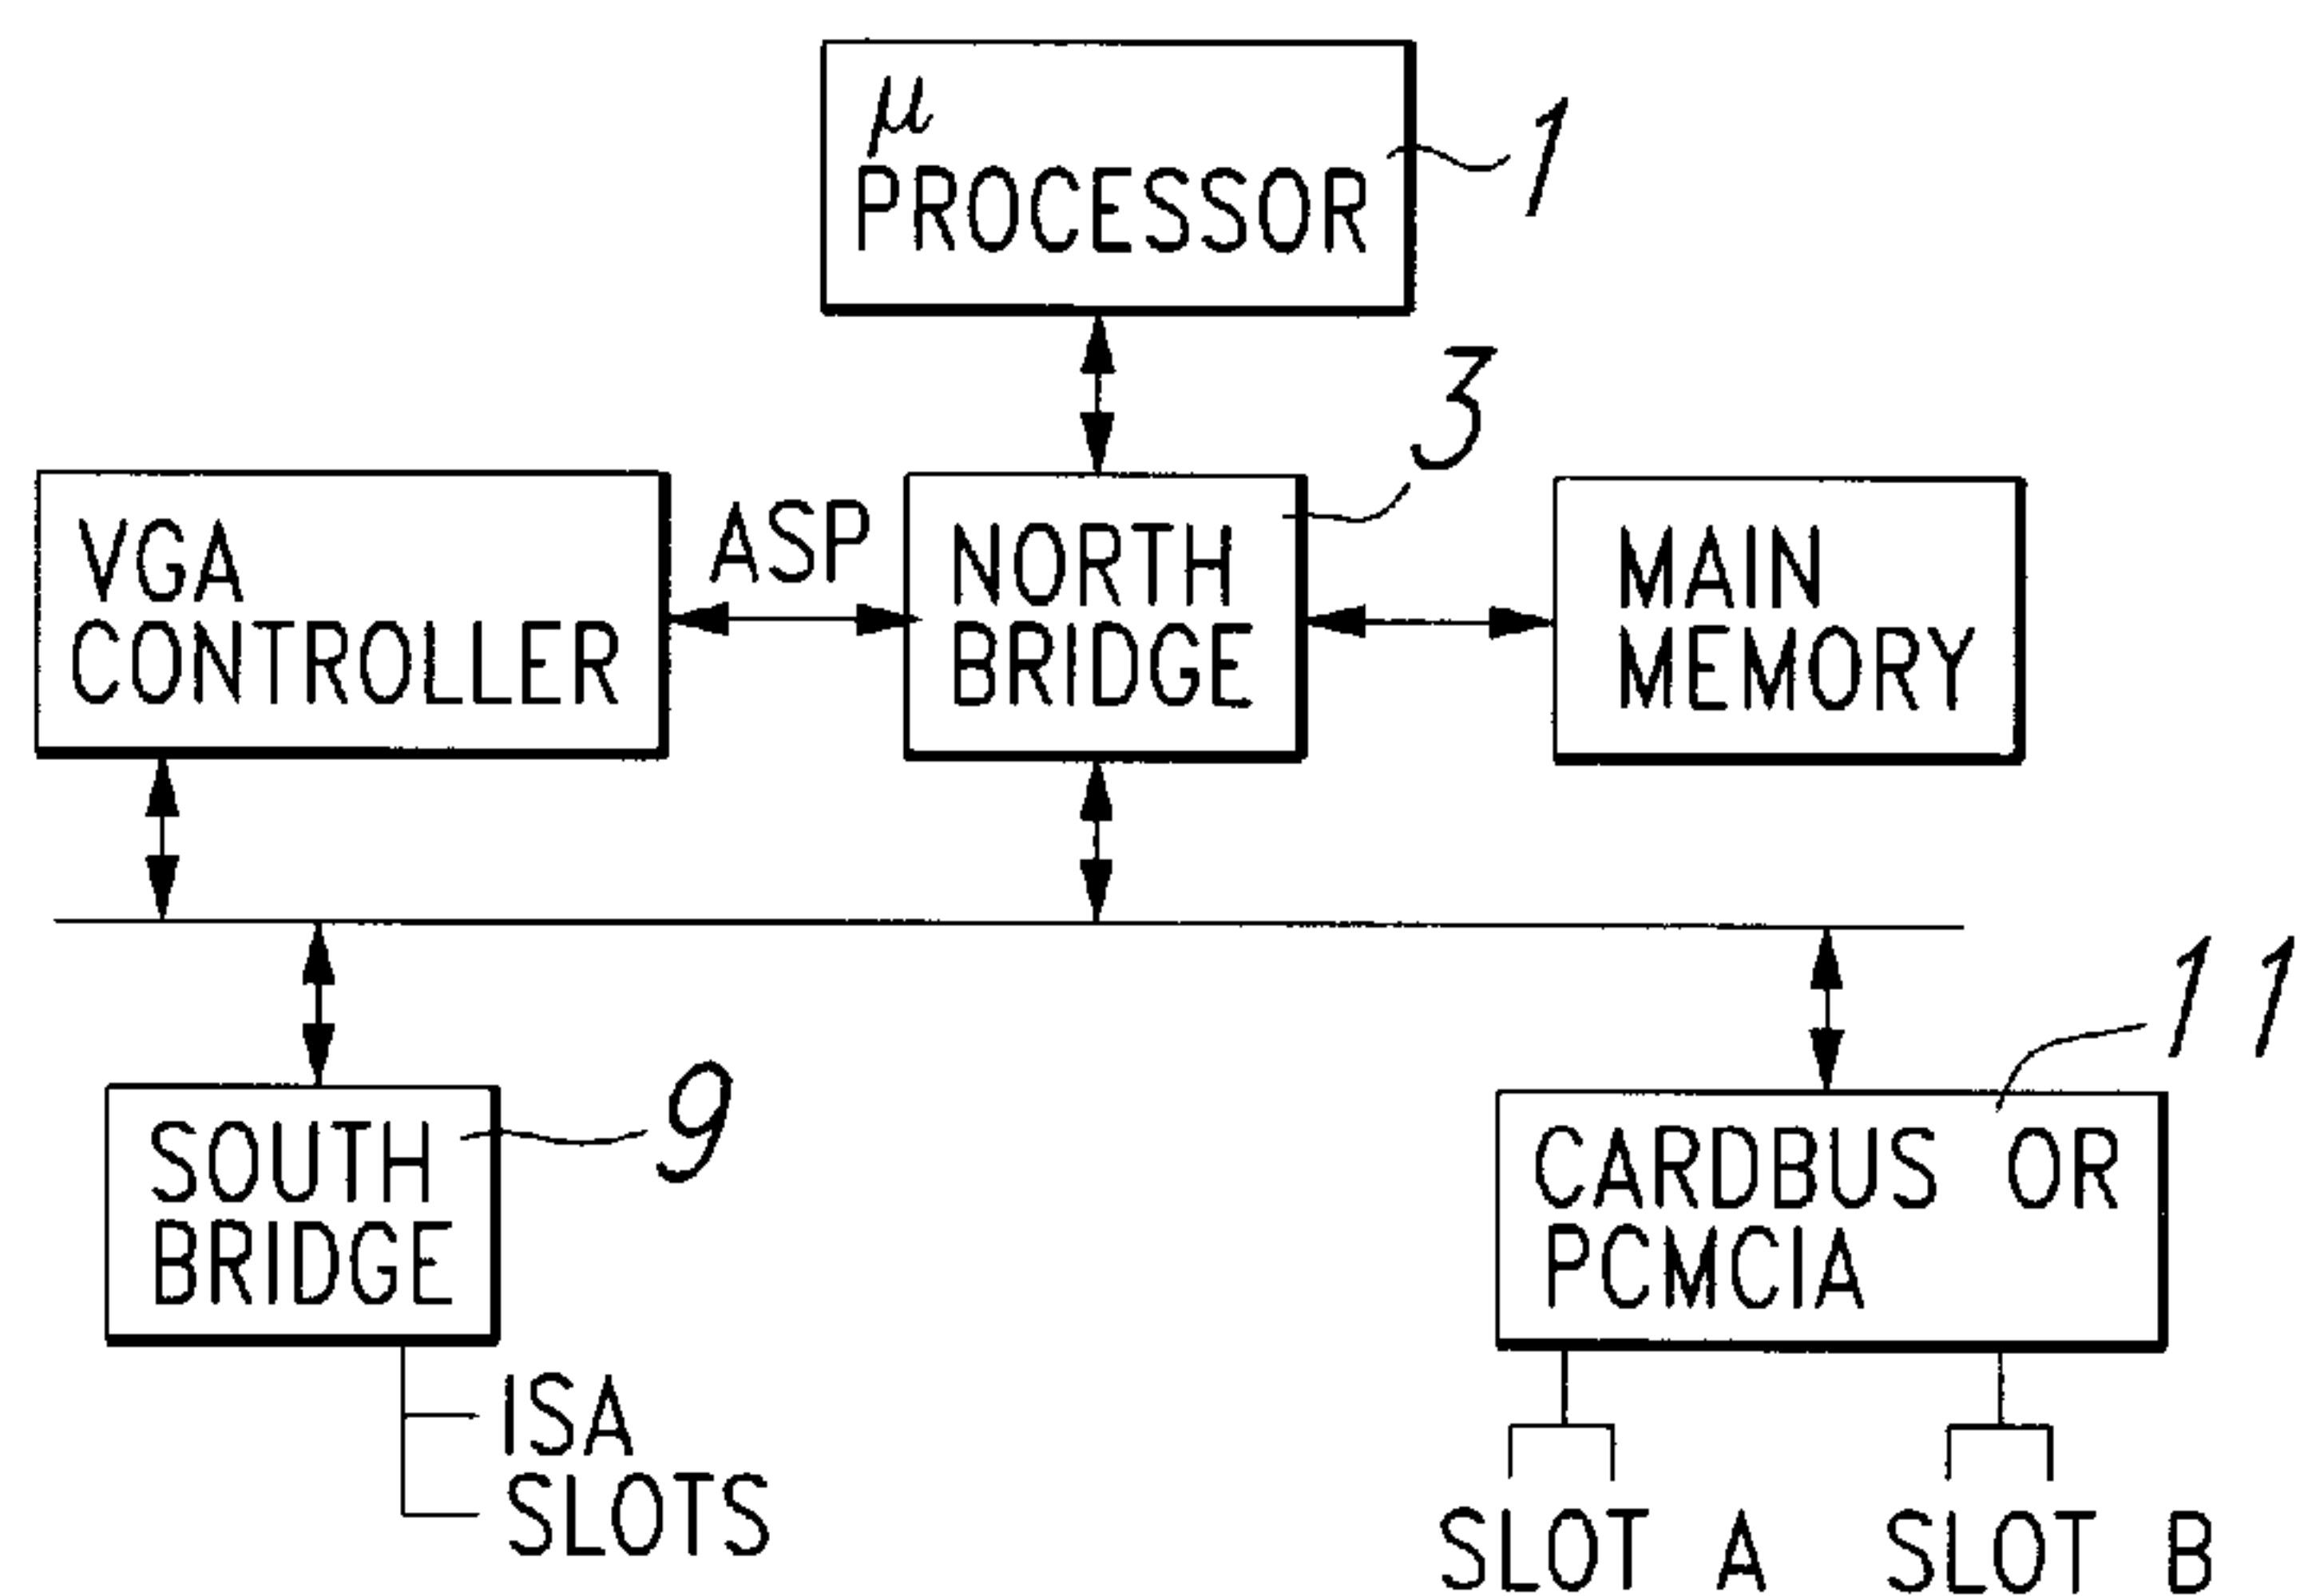 μ
PROCESSOR
1
3
VGA
CONTROLLER
ASP
NORTH
BRIDGE
MAIN
MEMORY
11
9
SOUTH
BRIDGE
CARDBUS OR
PCMCIA
ISA
SLOTS
SLOT A
SLOT B